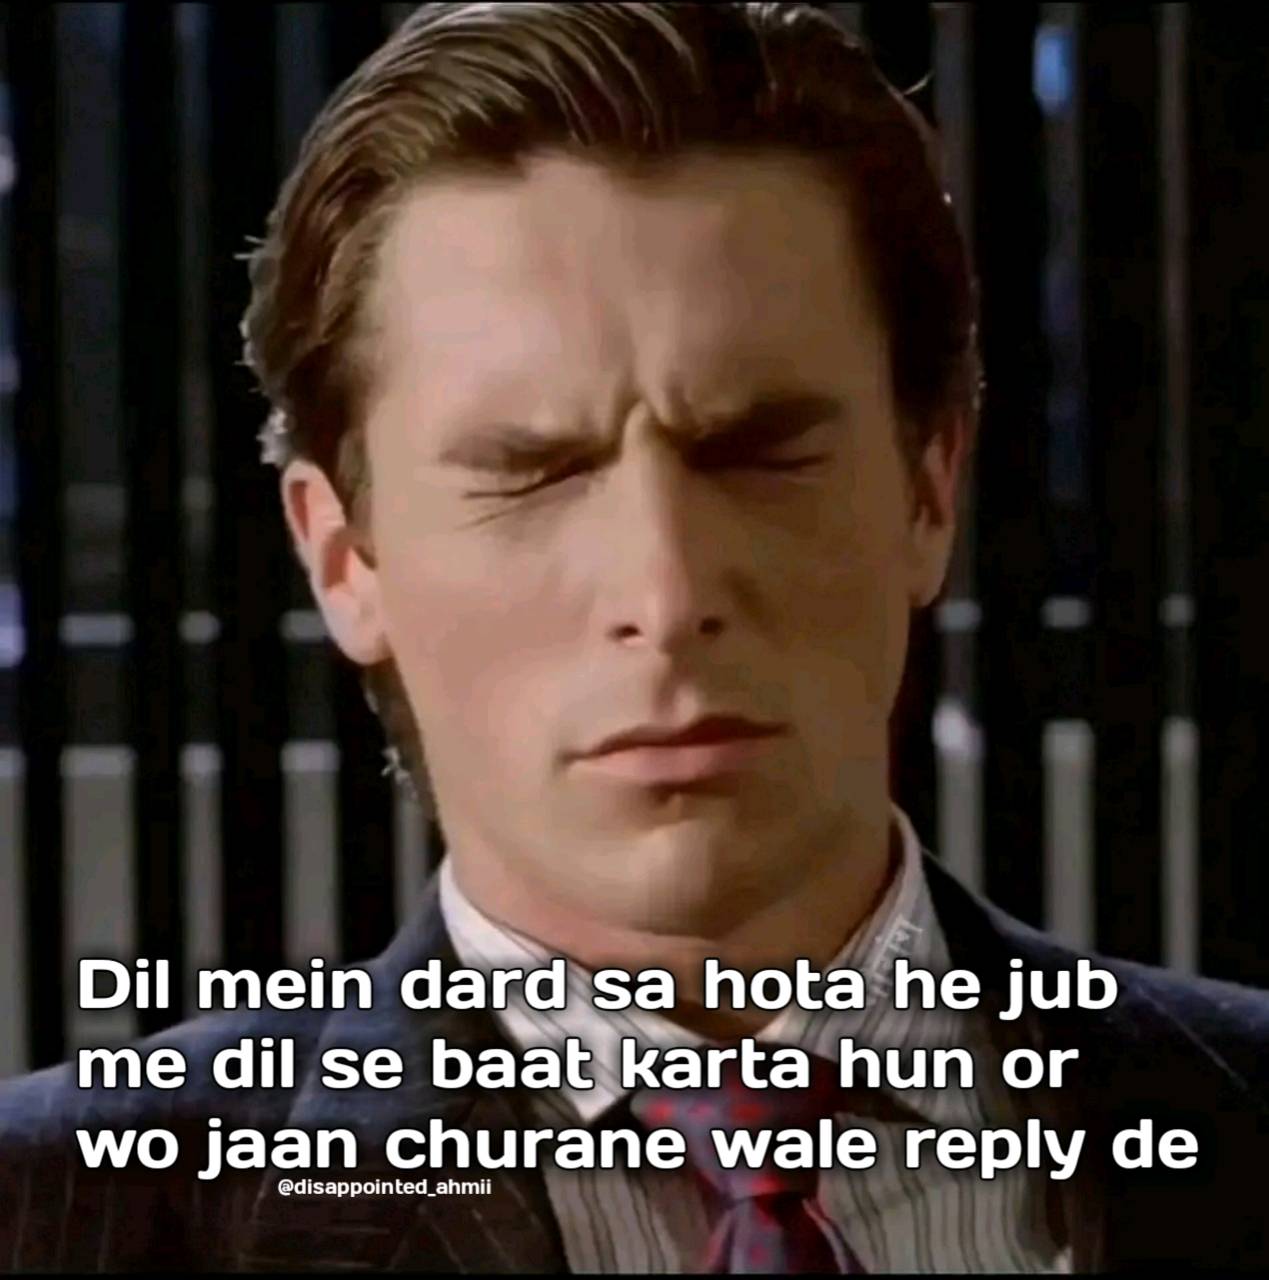 Dil mein dard sa hota he jub
me dil se baat karta hun or
wo jaan churane wale reply de
@disappointed_ahmii